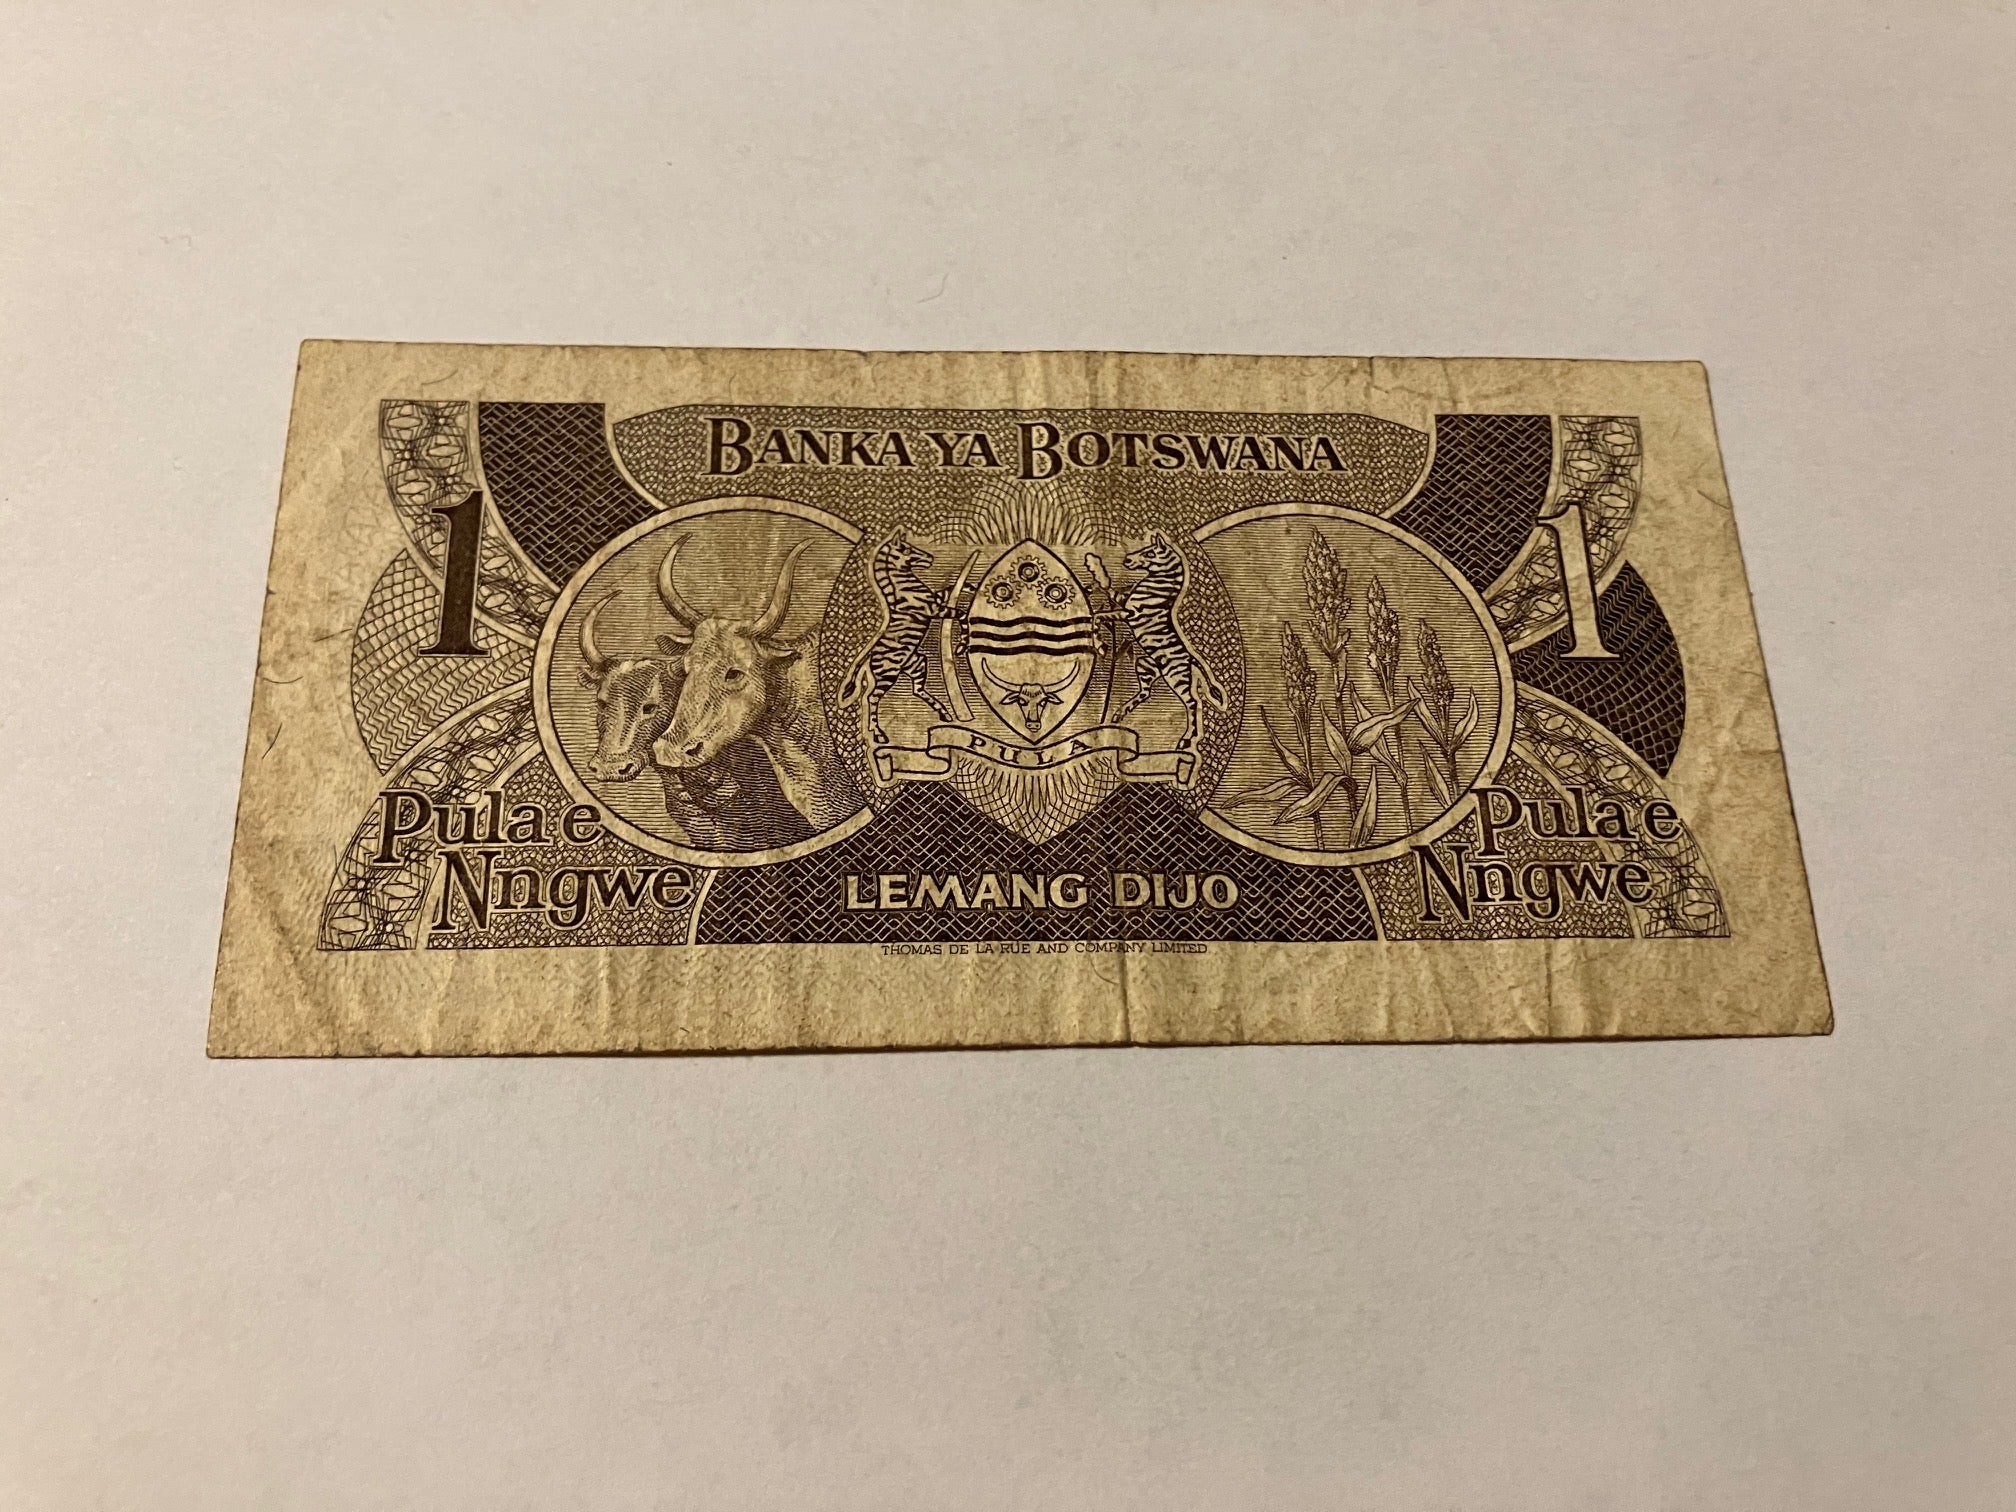 BANKA YA BOTSWANA
1
1
PULA
Pula e
Nngwe
Pula e
Nngwe
LEMANG DIJO
THOMAS DE LA RUE AND COMPANY LIMITED